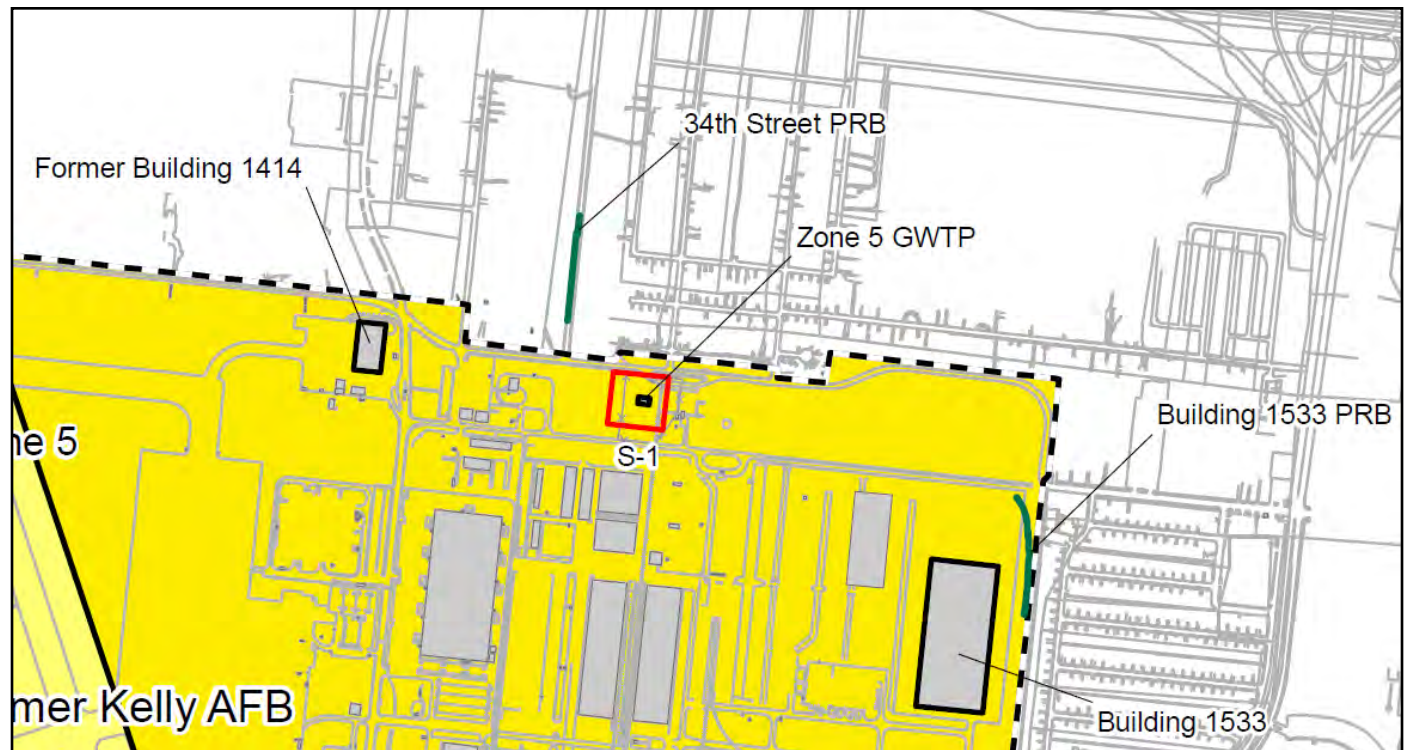 34th Street PRB
Former Building 1414
Zone 5 GWTP
Building 1533 PRB
ne 5
S-1
mer Kelly AFB
Building 1533